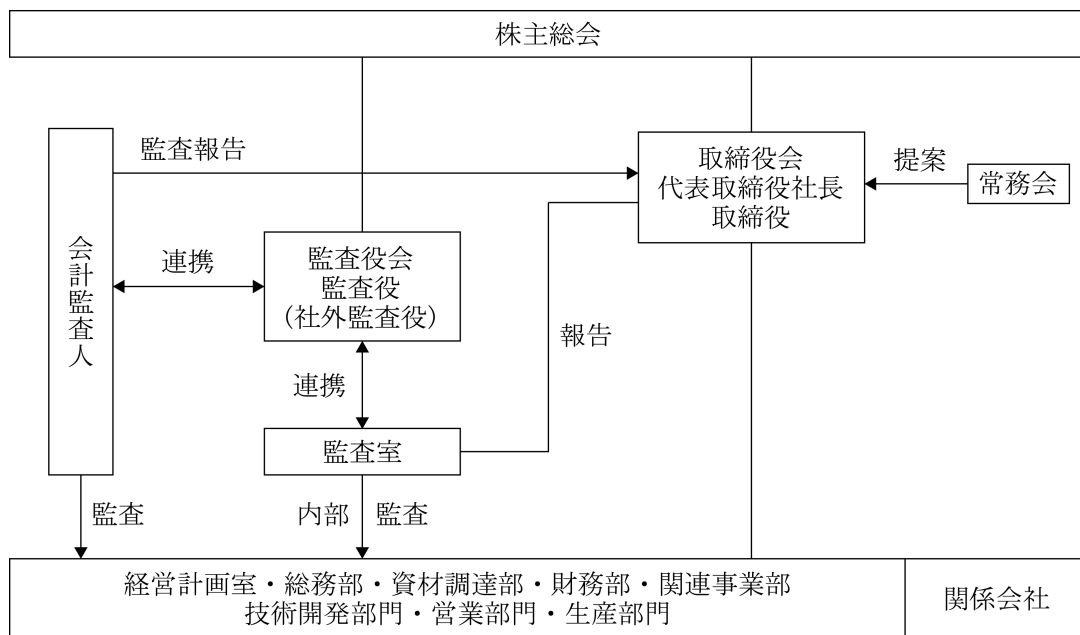 株主総会
監査報告
取締役会
代表取締役社長
取締役
提案
常務会
会計監査人
連携
監査役会
監査役
（社外監査役）
報告
連携
監査室
監査
内部 監査
経営計画室・総務部・資材調達部・財務部・関連事業部
技術開発部門・営業部門・生産部門
関係会社